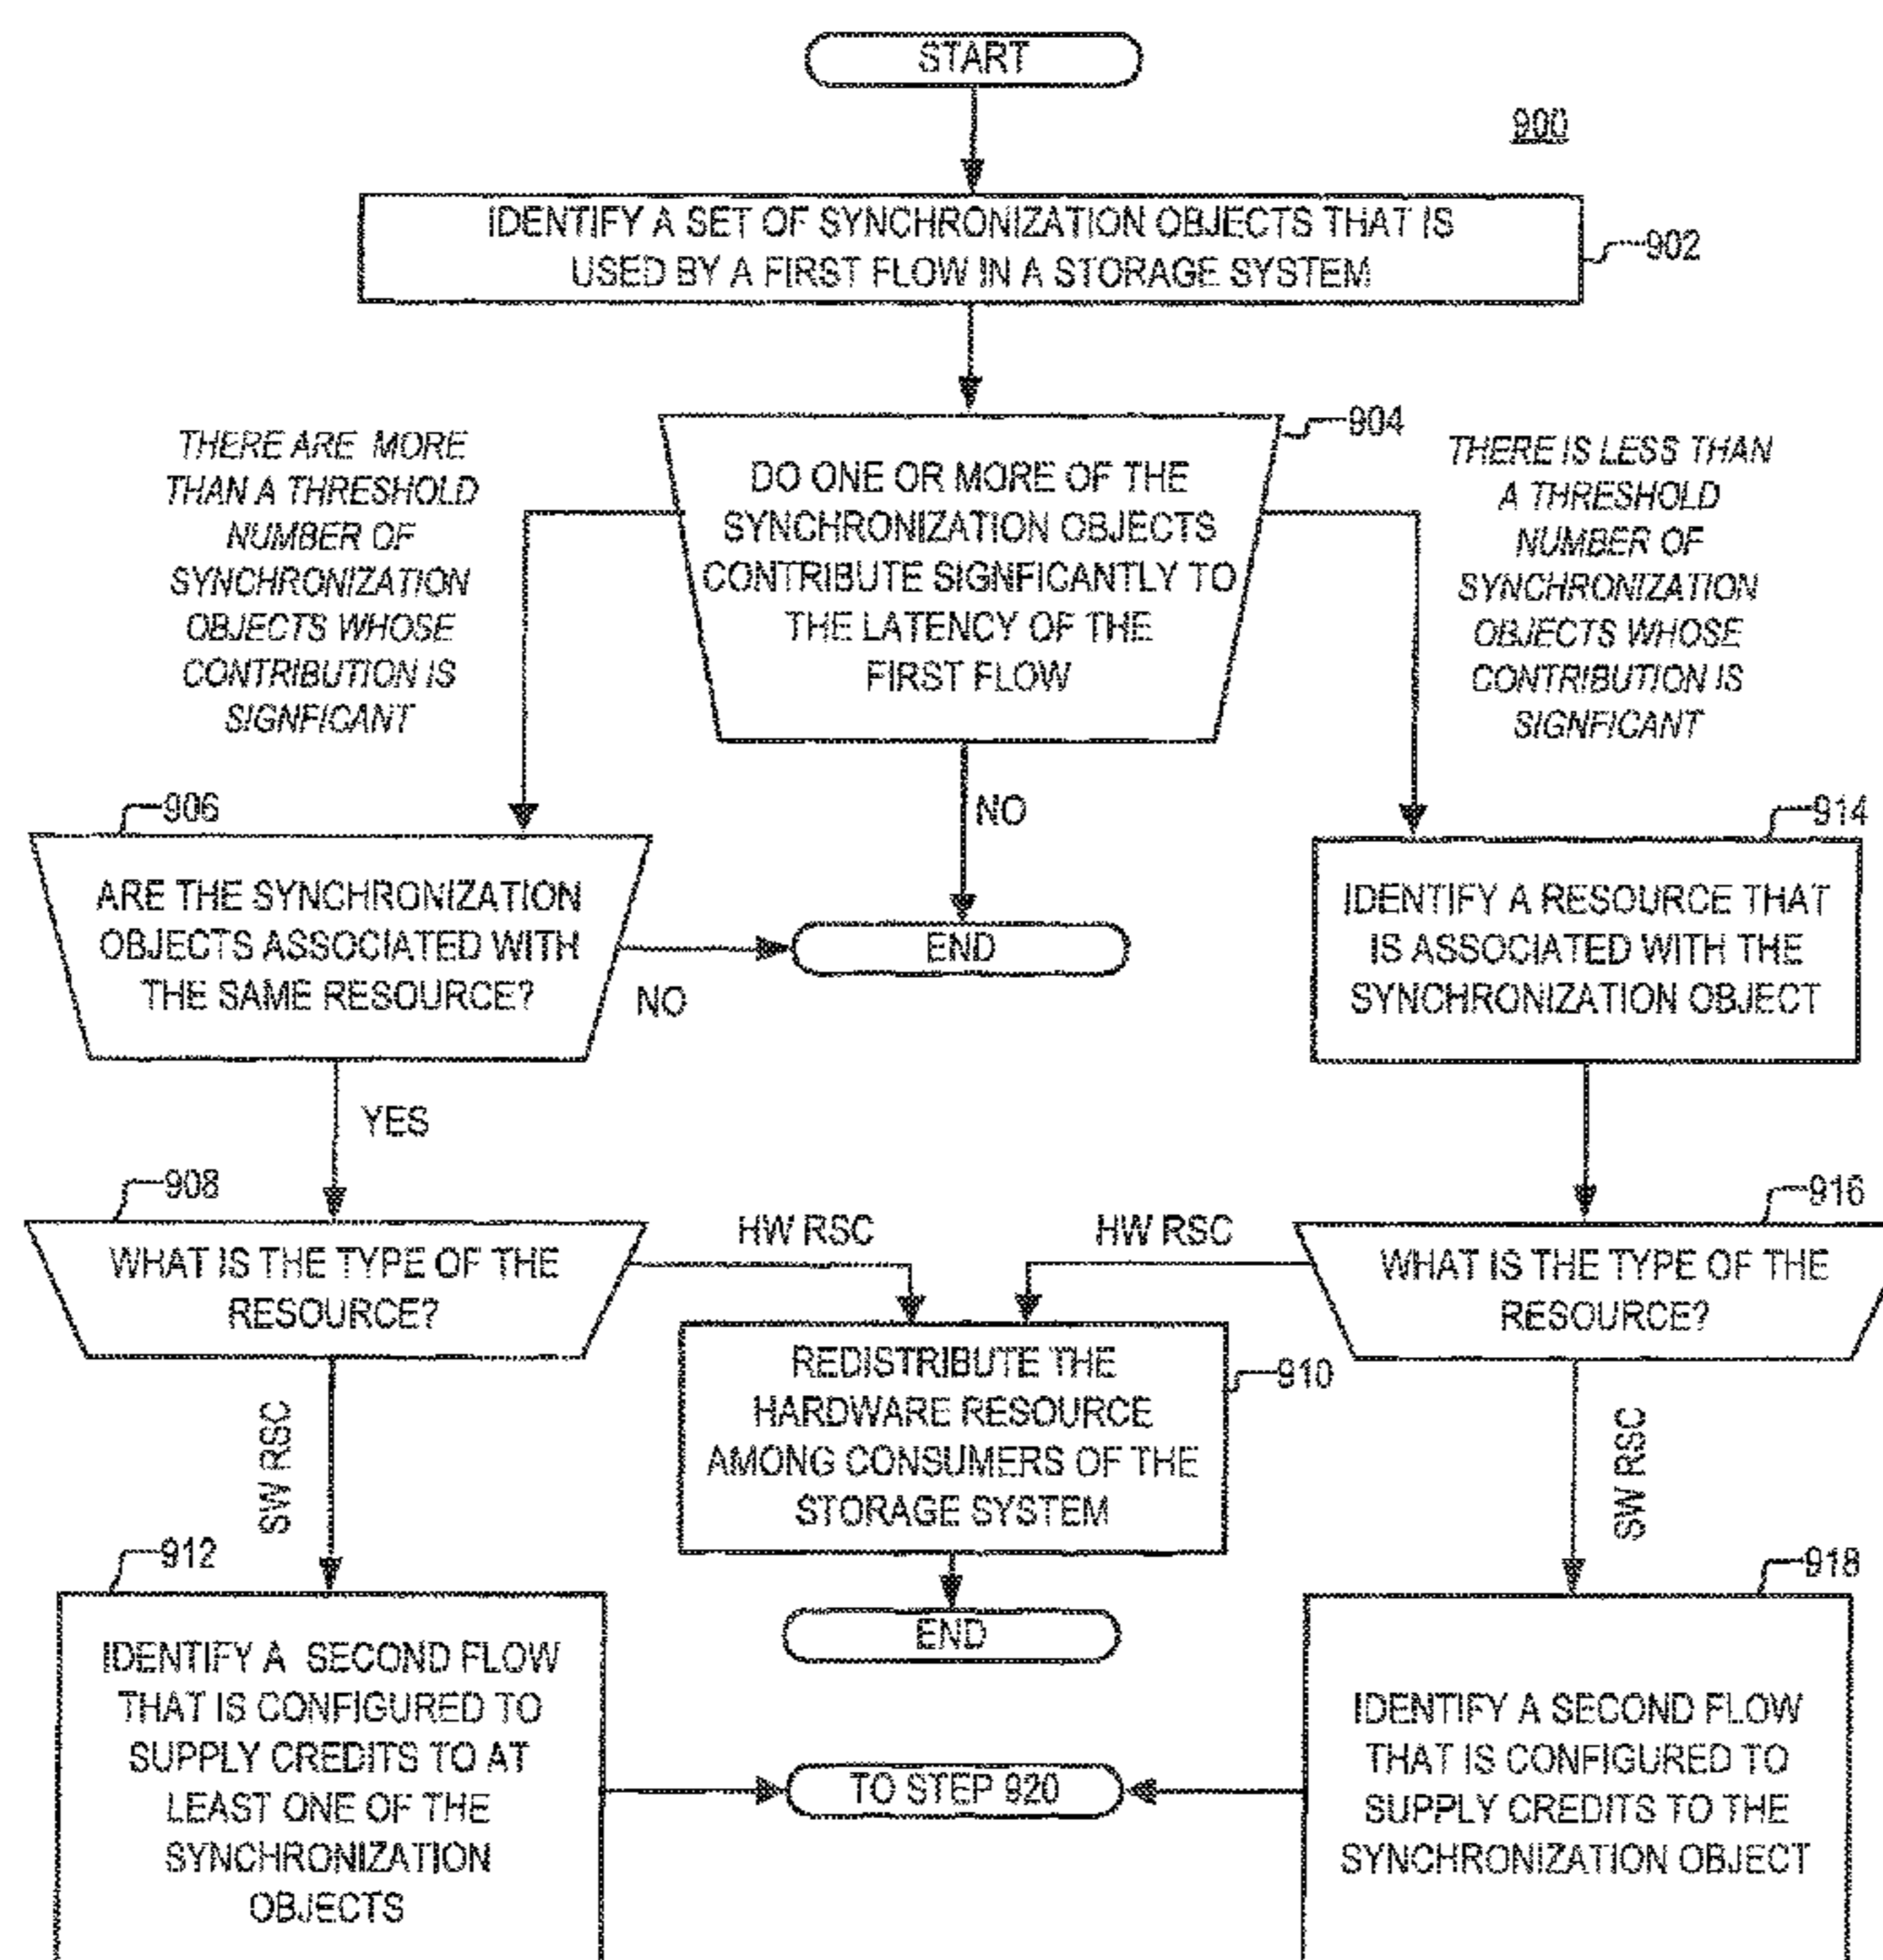 START
900
IDENTIFY A SET OF SYNCHRONIZATION OBJECTS THAT IS
USED BY A FIRST FLOW IN A STORAGE SYSTEM
902
904
THERE ARE MORE
THAN A THRESHOLD
NUMBER OF
SYNCHRONIZATION
OBJECTS WHOSE
CONTRIBUTION IS
SIGNFICANT
DO ONE OR MORE OF THE
SYNCHRONIZATION OBJECTS
CONTRIBUTE SIGNFICANTLY TO
THE LATENCY OF THE
FIRST FLOW
THERE IS LESS THAN
A THRESHOLD
NUMBER OF
SYNCHRONIZATION
OBJECTS WHOSE
CONTRIBUTION IS
SIGNFICANT
906
NO
914
ARE THE SYNCHRONIZATION
OBJECTS ASSOCIATED WITH
THE SAME RESOURCE?
NO
END
IDENTIFY A RESOURCE THAT
IS ASSOCIATED WITH THE
SYNCHRONIZATION OBJECT
YES
908
916
WHAT IS THE TYPE OF THE
RESOURCE?
HW RSC
HW RSC
WHAT IS THE TYPE OF THE
RESOURCE?
REDISTRIBUTE THE
HARDWARE RESOURCE
AMONG CONSUMERS OF THE
STORAGE SYSTEM
910
SW RSC
SW RSC
912
END
918
IDENTIFY A SECOND FLOW
THAT IS CONFIGURED TO
SUPPLY CREDITS TO AT
LEAST ONE OF THE
SYNCHRONIZATION
OBJECTS
TO STEP 920
IDENTIFY A SECOND FLOW
THAT IS CONFIGURED TO
SUPPLY CREDITS TO THE
SYNCHRONIZATION OBJECT